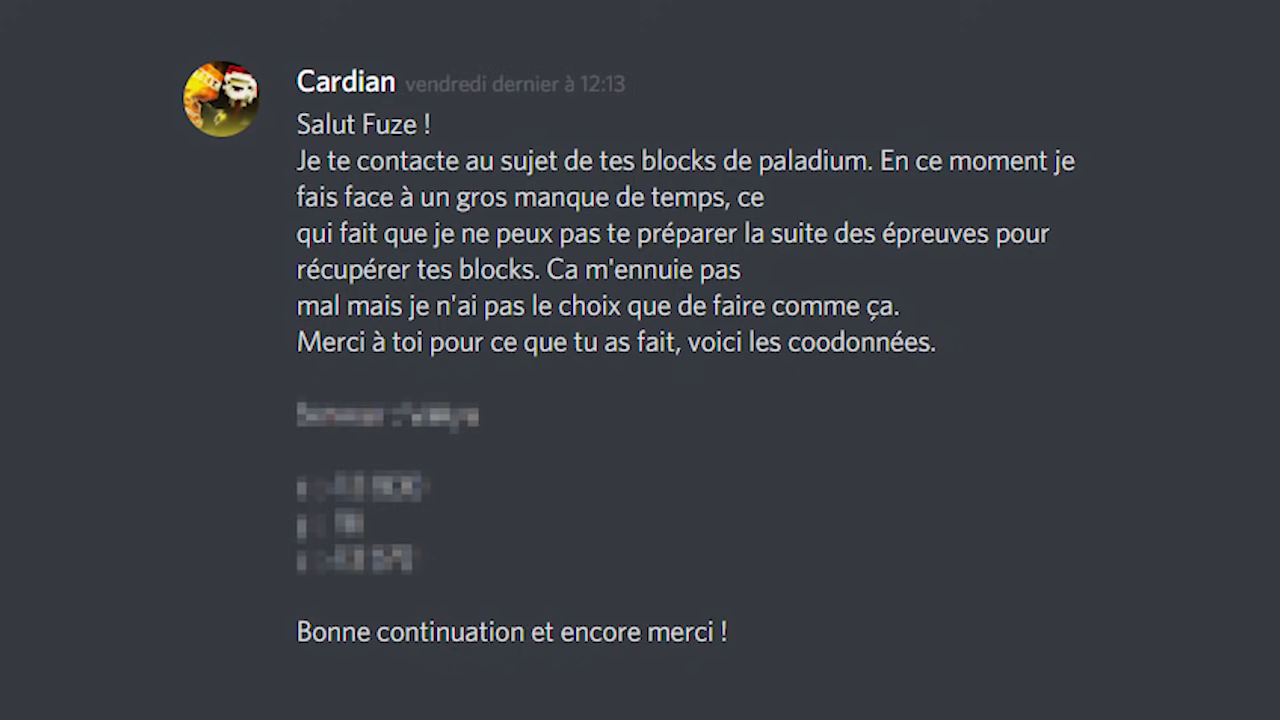 Cardian vendredi dernier à 12:13
Salut Fuze !
Je te contacte au sujet de tes blocks de paladium. En ce moment je
fais face à un gros manque de temps, ce
qui fait que je ne peux pas te préparer la suite des épreuves pour
récupérer tes blocks. Ca m'ennuie pas
mal mais je n'ai pas le choix que de faire comme ça.
Merci à toi pour ce que tu as fait, voici les coodonnées.
Bonne continuation et encore merci !